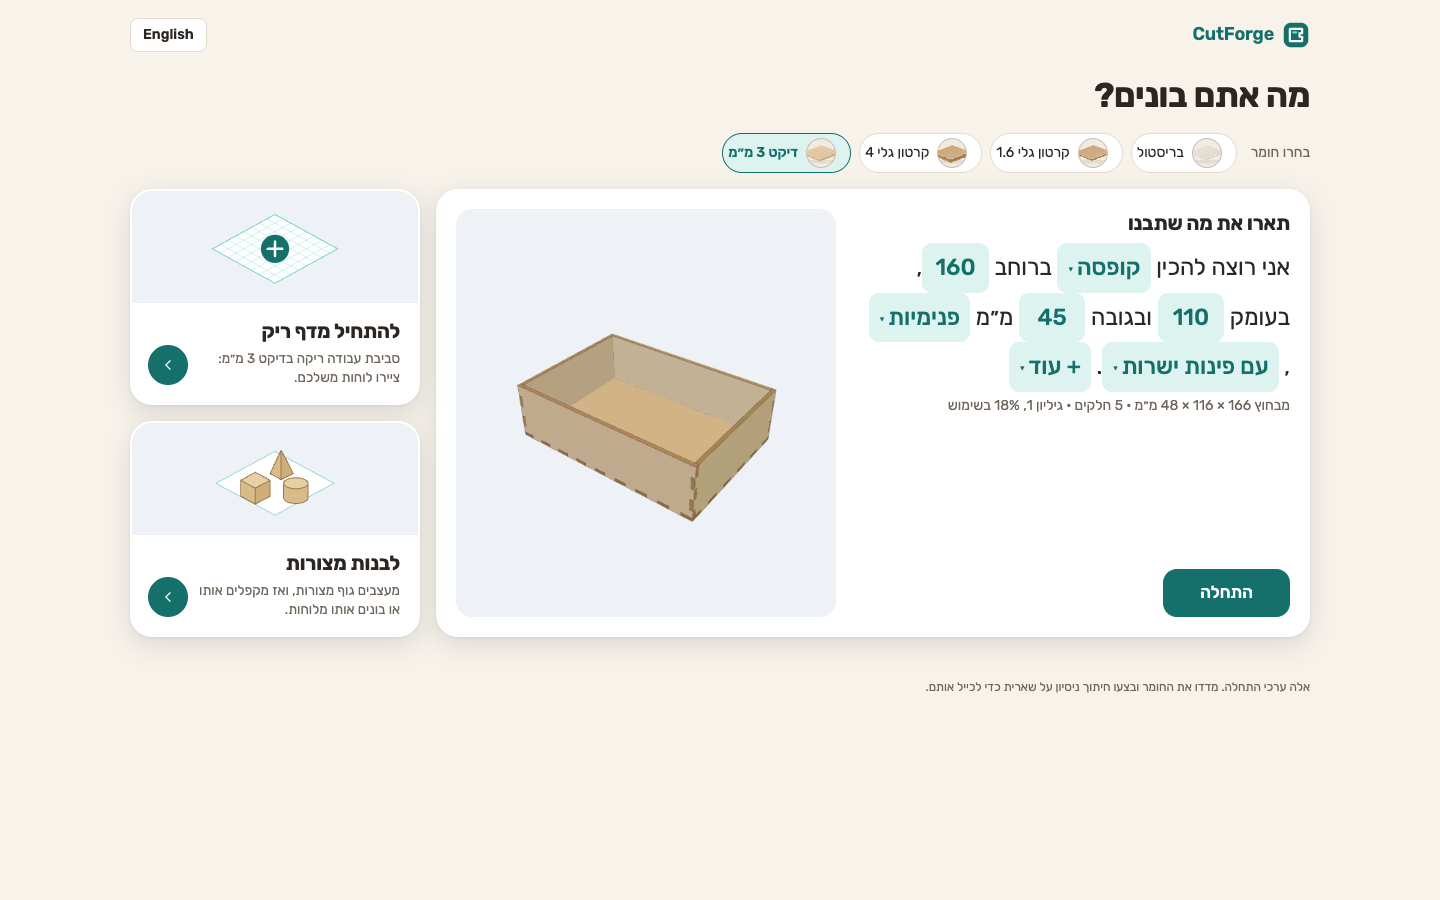 CutForge
English
מה אתם בונים?
בחרו חומר
בריסטול
קרטון גלי 1.6
קרטון גלי 4
דיקט 3 מ״מ
תארו את מה שתבנו
אני רוצה להכין קופסה ▾ ברוחב 160 ,
בעומק 110 ובגובה 45 מ״מ פנימיות ▾
, עם פינות ישרות ▾ . + עוד ▾
מבחוץ 166 × 116 × 48 מ״מ • 5 חלקים • גיליון 1, 18% בשימוש
התחלה
להתחיל מדף ריק
סביבת עבודה ריקה בדיקט 3 מ״מ:
ציירו לוחות משלכם.
לבנות מצורות
מעצבים גוף מצורות, ואז מקפלים אותו
או בונים אותו מלוחות.
אלה ערכי התחלה. מדדו את החומר ובצעו חיתוך ניסיון על שארית כדי לכייל אותם.